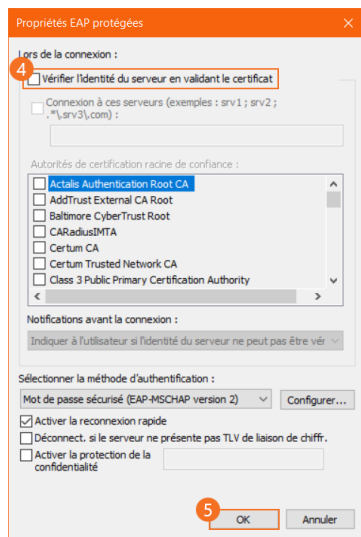 Propriétés EAP protégées
Lors de la connexion :
4
Vérifier l'identité du serveur en validant le certificat
Connexion à ces serveurs (exemples : srv1 ; srv2 ;
.*\.srv3\.com) :
Autorités de certification racine de confiance :
Actalis Authentication Root CA
AddTrust External CA Root
Baltimore CyberTrust Root
CARadiusIMTA
Certum CA
Certum Trusted Network CA
Class 3 Public Primary Certification Authority
Notifications avant la connexion :
Indiquer à l'utilisateur si l'identité du serveur ne peut pas être vér
Sélectionner la méthode d'authentification :
Mot de passe sécurisé (EAP-MSCHAP version 2)
Configurer...
Activer la reconnexion rapide
Déconnect. si le serveur ne présente pas TLV de liaison de chiffr.
Activer la protection de la
confidentialité
5
OK
Annuler